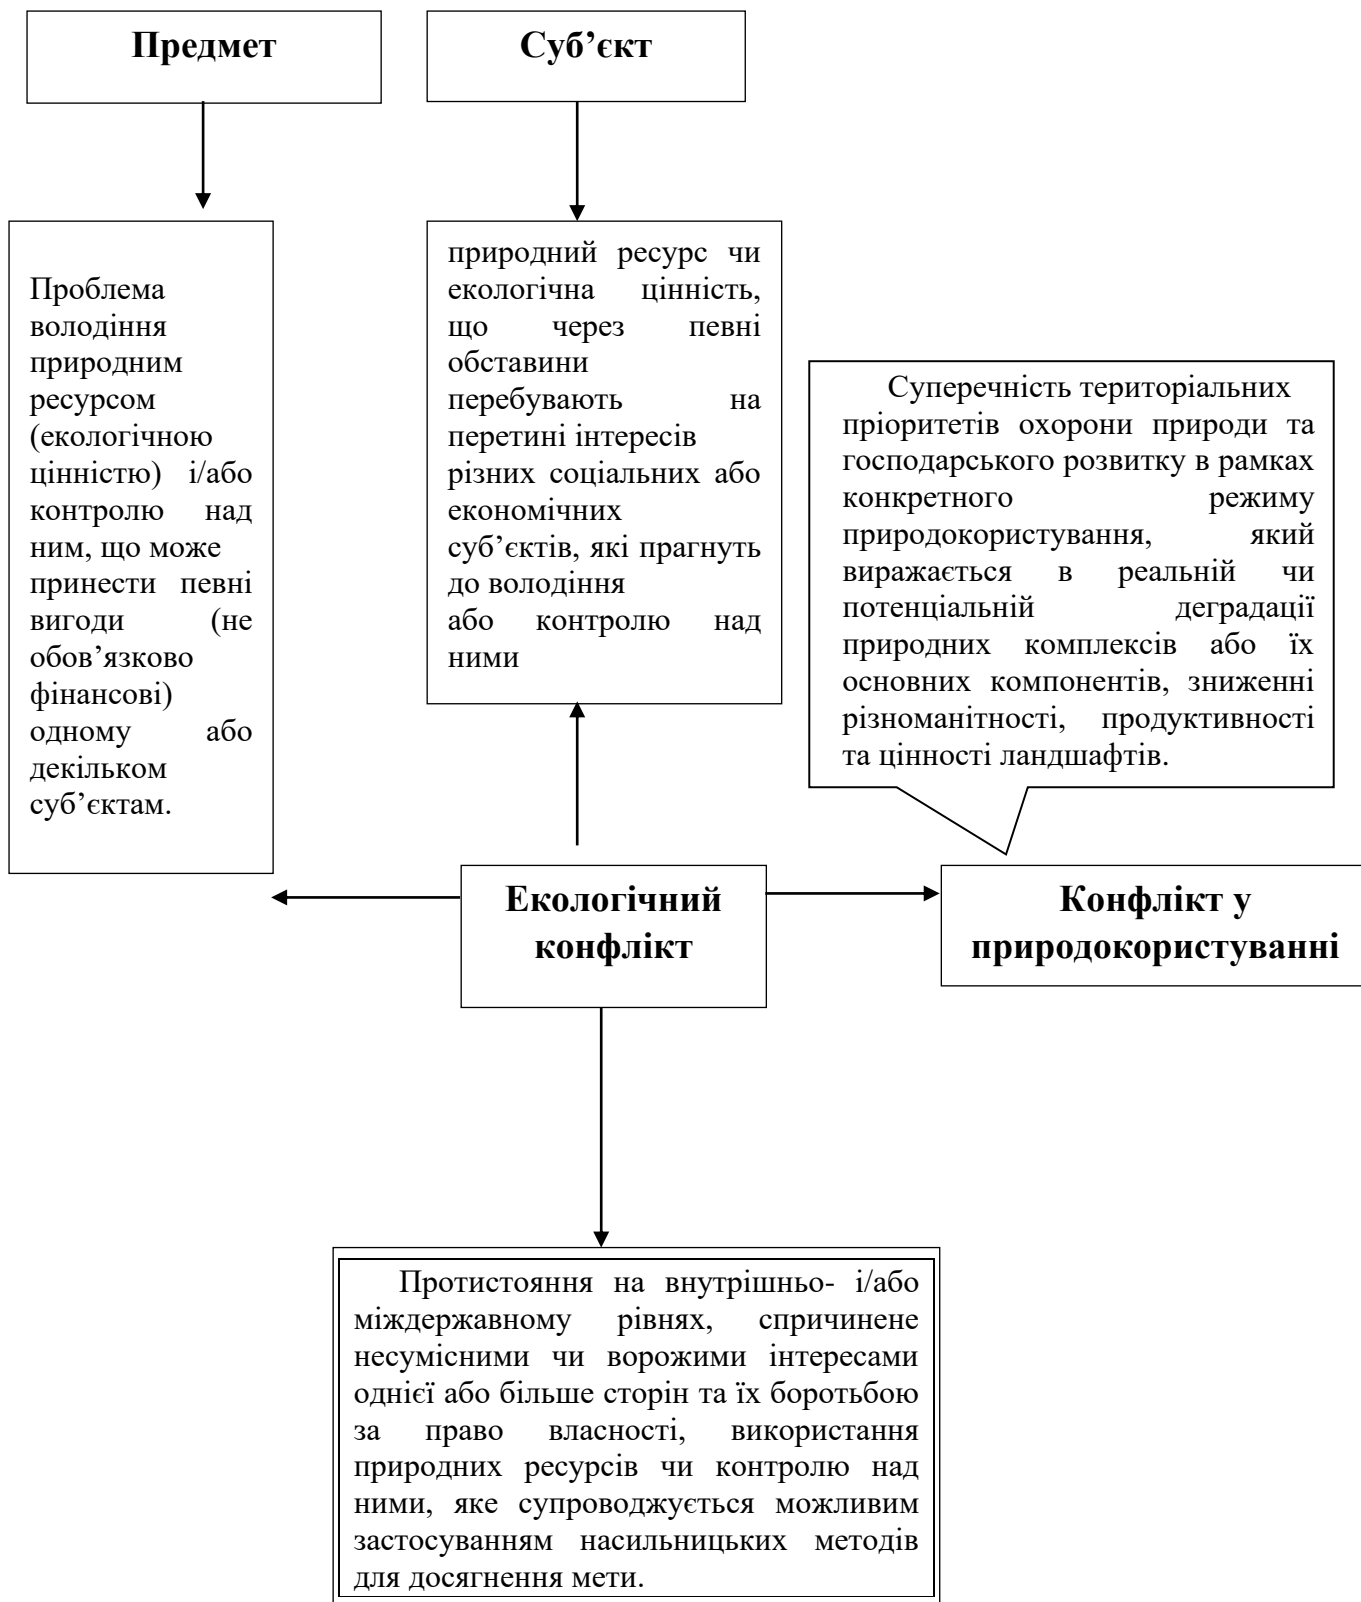 Предмет
Суб’єкт
Проблема
володіння
природним
ресурсом
(екологічною
цінністю) і/або
контролю над
ним, що може
принести певні
вигоди (не
обов’язково
фінансові)
одному або
декільком
суб’єктам.
природний ресурс чи
екологічна цінність,
що через певні
обставини
перебувають на
перетині інтересів
різних соціальних або
економічних
суб’єктів, які прагнуть
до володіння
або контролю над
ними
Суперечність територіальних
пріоритетів охорони природи та
господарського розвитку в рамках
конкретного режиму
природокористування, який
виражається в реальній чи
потенціальній деградації
природних комплексів або їх
основних компонентів, зниженні
різноманітності, продуктивності
та цінності ландшафтів.
Екологічний
конфлікт
Конфлікт у
природокористуванні
Протистояння на внутрішньо- і/або
міждержавному рівнях, спричинене
несумісними чи ворожими інтересами
однієї або більше сторін та їх боротьбою
за право власності, використання
природних ресурсів чи контролю над
ними, яке супроводжується можливим
застосуванням насильницьких методів
для досягнення мети.